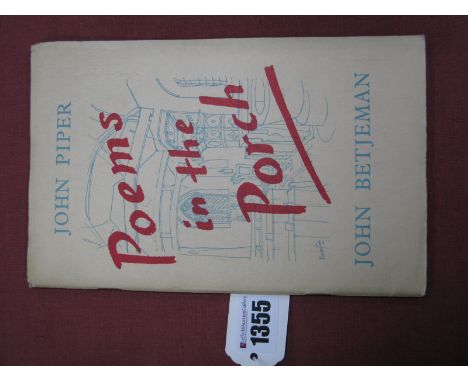 JOHN PIPER
Poems
in the
Porch
JOHN BETJEMAN
1355